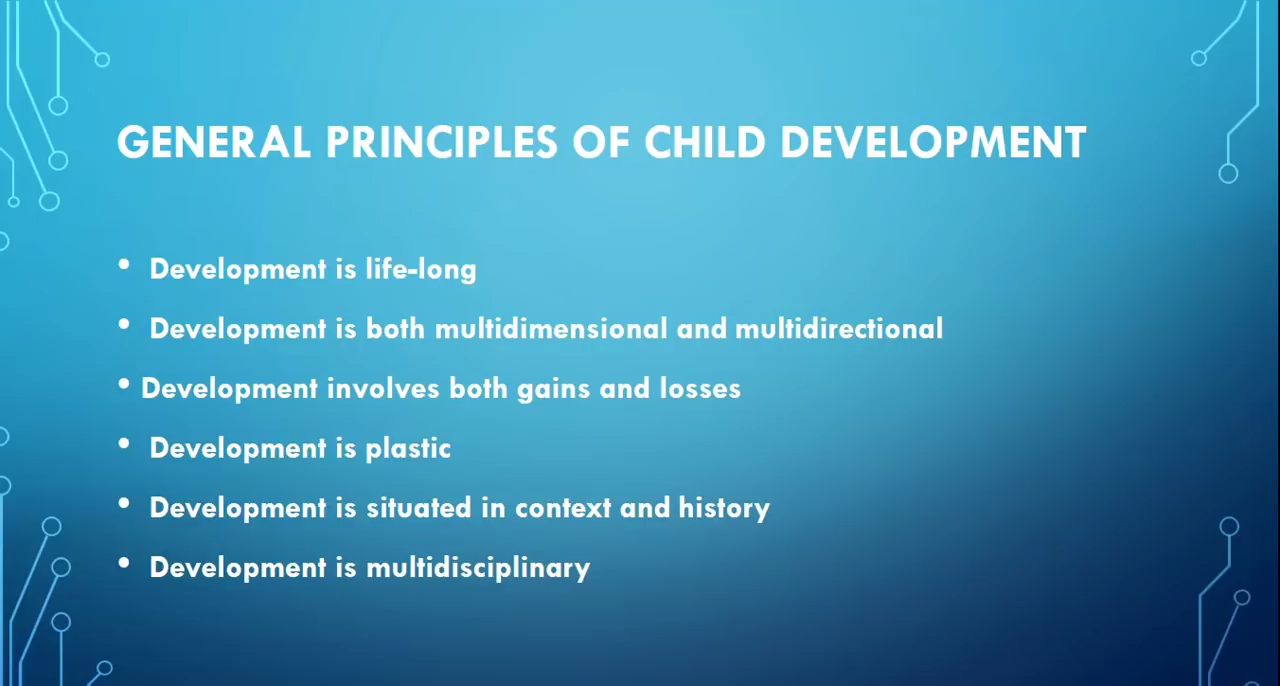 GENERAL PRINCIPLES OF CHILD DEVELOPMENT
• Development is life-long
• Development is both multidimensional and multidirectional
• Development involves both gains and losses
• Development is plastic
• Development is situated in context and history
• Development is multidisciplinary